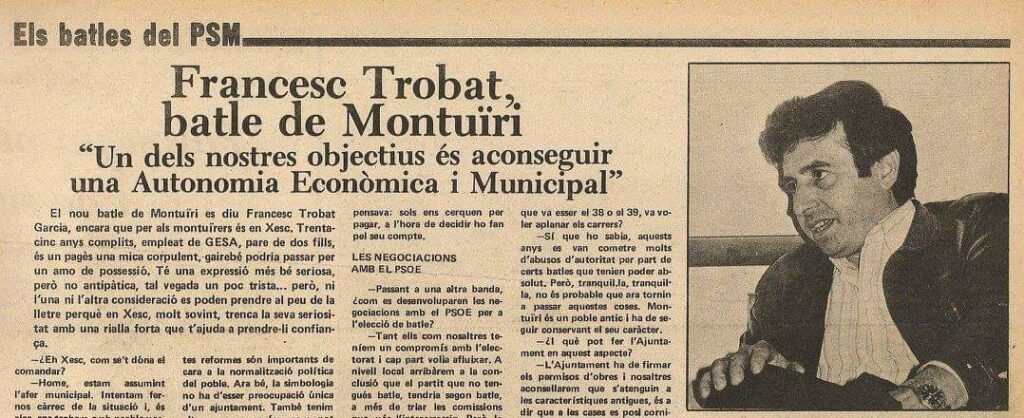 Els batles del PSM
Francesc Trobat,
batle de Montuïri
“Un dels nostres objectius és aconseguir
una Autonomia Econòmica i Municipal”
El nou batle de Montuïri es diu Francesc Trobat
Garcia, encara que per als montuïrers és en Xesc. Trenta-
cinc anys complits, empleat de GESA, pare de dos fills,
és un pagès una mica corpulent, gairebé podria passar per
un amo de possessió. Té una expressió més bé seriosa,
però no antipàtica, tal vegada un poc trista... però, ni
l'una ni l'altra consideració es poden prendre al peu de la
lletre perquè en Xesc, molt sovint, trenca la seva seriosi-
tat amb una rialla forta que t'ajuda a prendre-li confian-
ça.
—¿Eh Xesc, com se't dòna el
comandar?
—Home, estam assumint
l'afer municipal. Intentam fer-
nos càrrec de la situació i, és
tes reformes són importants de
cara a la normalització política
del poble. Ara bé, la simbologia
no ha d'esser preocupació única
d'un ajuntament. També tenim
pensava: sols ens cerquen per
pagar, a l'hora de decidir ho fan
pel seu compte.
LES NEGOCIACIONS
AMB EL PSOE
—Passant a una altra banda,
¿com es desenvoluparen les ne-
gociacions amb el PSOE per a
l'elecció de batle?
—Tant ells com nosaltres te-
níem un compromís amb l'elec-
torat i cap part volia afluixar. A
nivell local arribàrem a la con-
clusió que el partit que no ten-
gués batle, tendria segon batle,
a més de triar les comissions
que va esser el 38 o el 39, va vo-
ler aplanar els carrers?
—Sí que ho sabia, aquests
anys es van cometre molts
d'abusos d'autoritat per part de
certs batles que tenien poder ab-
solut. Però, tranquil.la, tranquil-
la, no és probable que ara tornin
a passar aquestes coses. Mon-
tuïri és un poble antic i ha de se-
guir conservant el seu caràcter.
—¿I què pot fer l'Ajunta-
ment en aquest aspecte?
—L'Ajuntament ha de firmar
els permisos d'obres i nosaltres
aconsellarem que s'atenguin a
les característiques antigues, és a
dir que a les cases es posi corni-